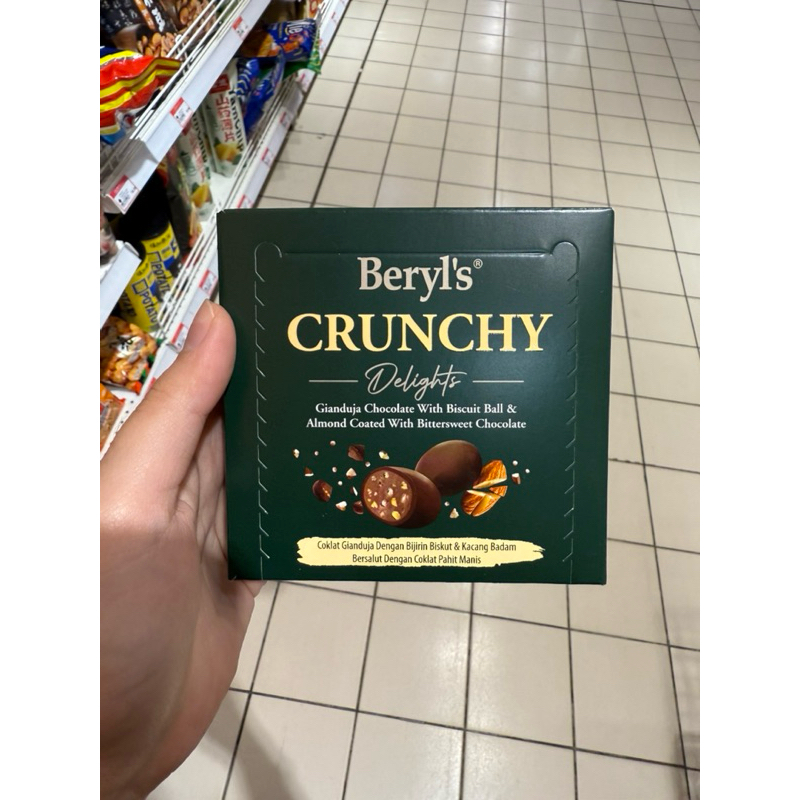 Beryl's®
CRUNCHY
Delights
Gianduja Chocolate With Biscuit Ball &
Almond Coated With Bittersweet Chocolate
Coklat Gianduja Dengan Bijirin Biskut & Kacang Badam
Bersalut Dengan Coklat Pahit Manis